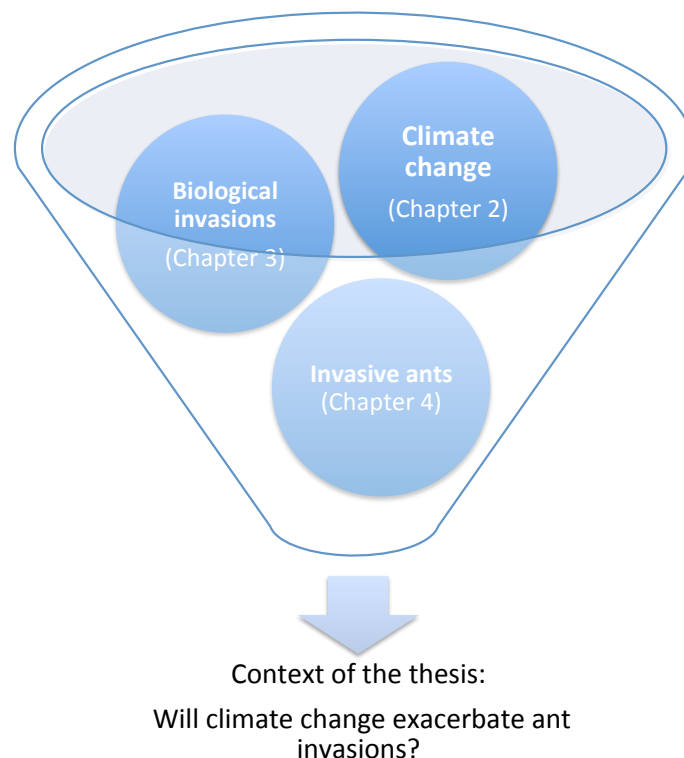 Climate
change
(Chapter 2)
Biological
invasions
(Chapter 3)
Invasive ants
(Chapter 4)
Context of the thesis:
Will climate change exacerbate ant
invasions?